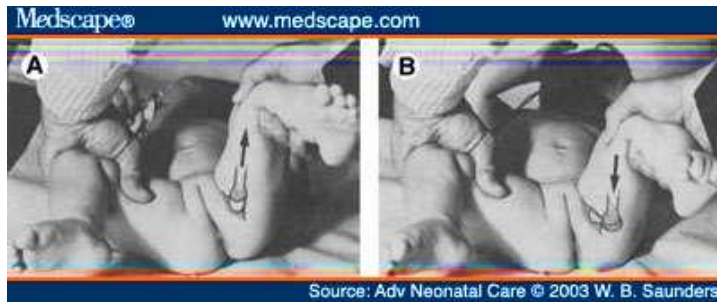 Medscape® www.medscape.com
A B
Source: Adv Neonatal Care © 2003 W. B. Saunders